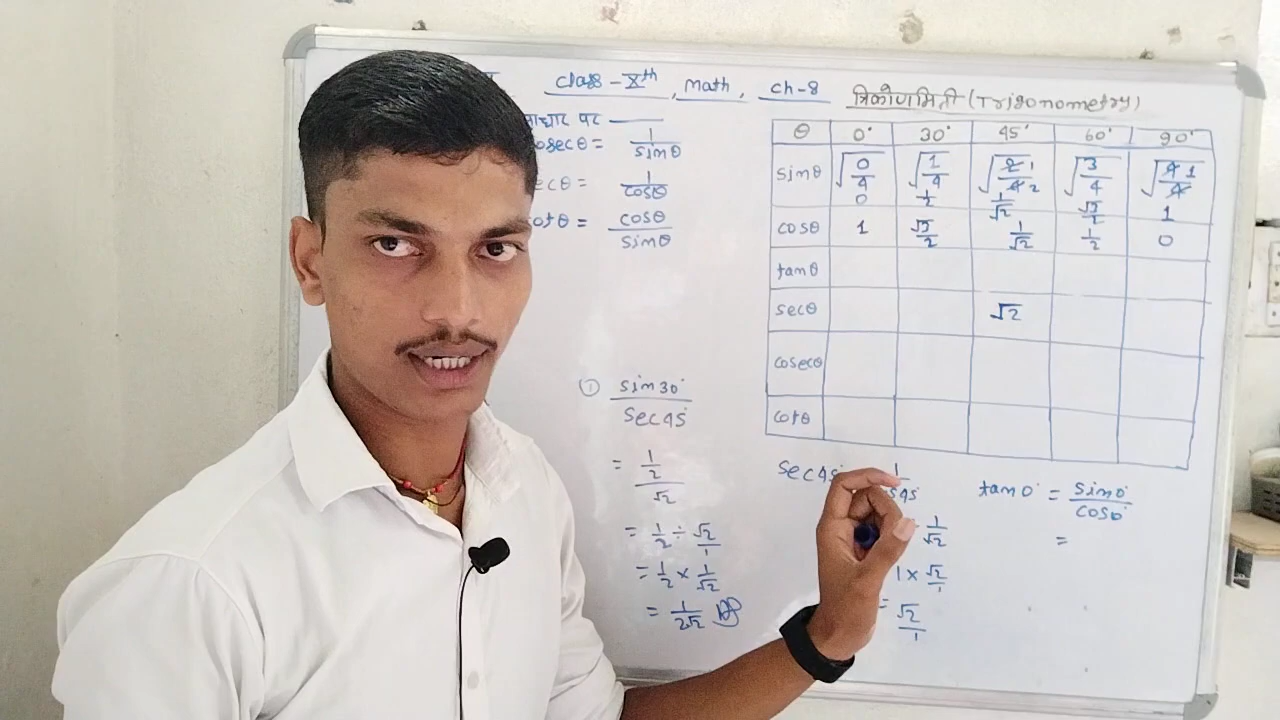 Class - Xth, Math, Ch-8 त्रिकोणमिती (Trigonometry)
पर
cosecθ = 1/sinθ
secθ = 1/cosθ
cotθ = cosθ/sinθ
θ 0° 30° 45° 60° 90°
sinθ √0/4 √1/4 √2/4 1 2 √3/4 √4/4 1
0 1/2 1/√2 √3/2 1
cosθ 1 √3/2 1/√2 1/2 0
tanθ
secθ √2
cosecθ
cotθ
① sin30°/sec45°
= 1/2/√2
= 1/2 ÷ √2/1
= 1/2 × 1/√2
= 1/2√2
sec45° 1/cos45°
1/√2
1 × √2/1
= √2/1
tan0° = sin0°/cos0°
=